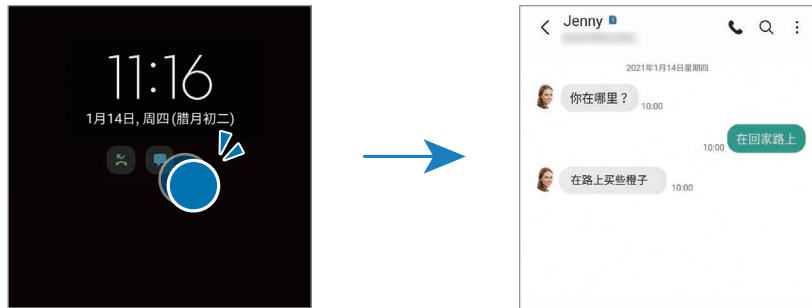 11:16
1月14日, 周四 (腊月初二)
Jenny
2021年1月14日星期四
你在哪里？
10:00
在回家路上
10:00
在路上买些橙子
10:00